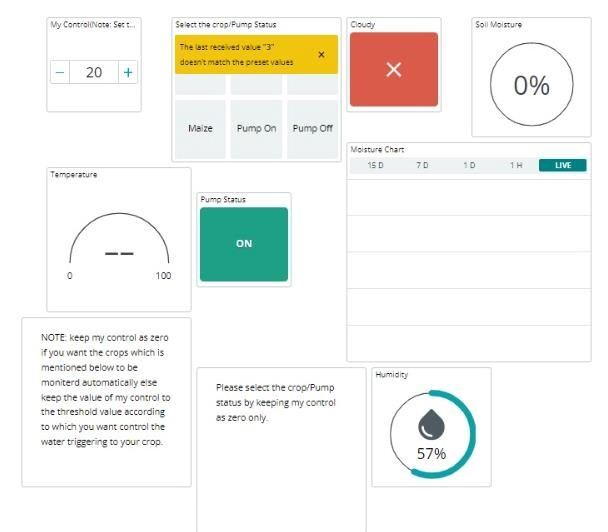 My Control(Note: Set t...
Select the crop/Pump Status
Cloudy
Soil Moisture
The last received value "3"
doesn't match the preset values
×
− 20 +
0%
Maize Pump On Pump Off
Moisture Chart
15 D 7 D 1 D 1 H LIVE
Temperature
--
0 100
Pump Status
ON
NOTE: keep my control as zero
if you want the crops which is
mentioned below to be
moniterd automatically else
keep the value of my control to
the threshold value according
to which you want control the
water triggering to your crop.
Please select the crop/Pump
status by keeping my control
as zero only.
Humidity
57%